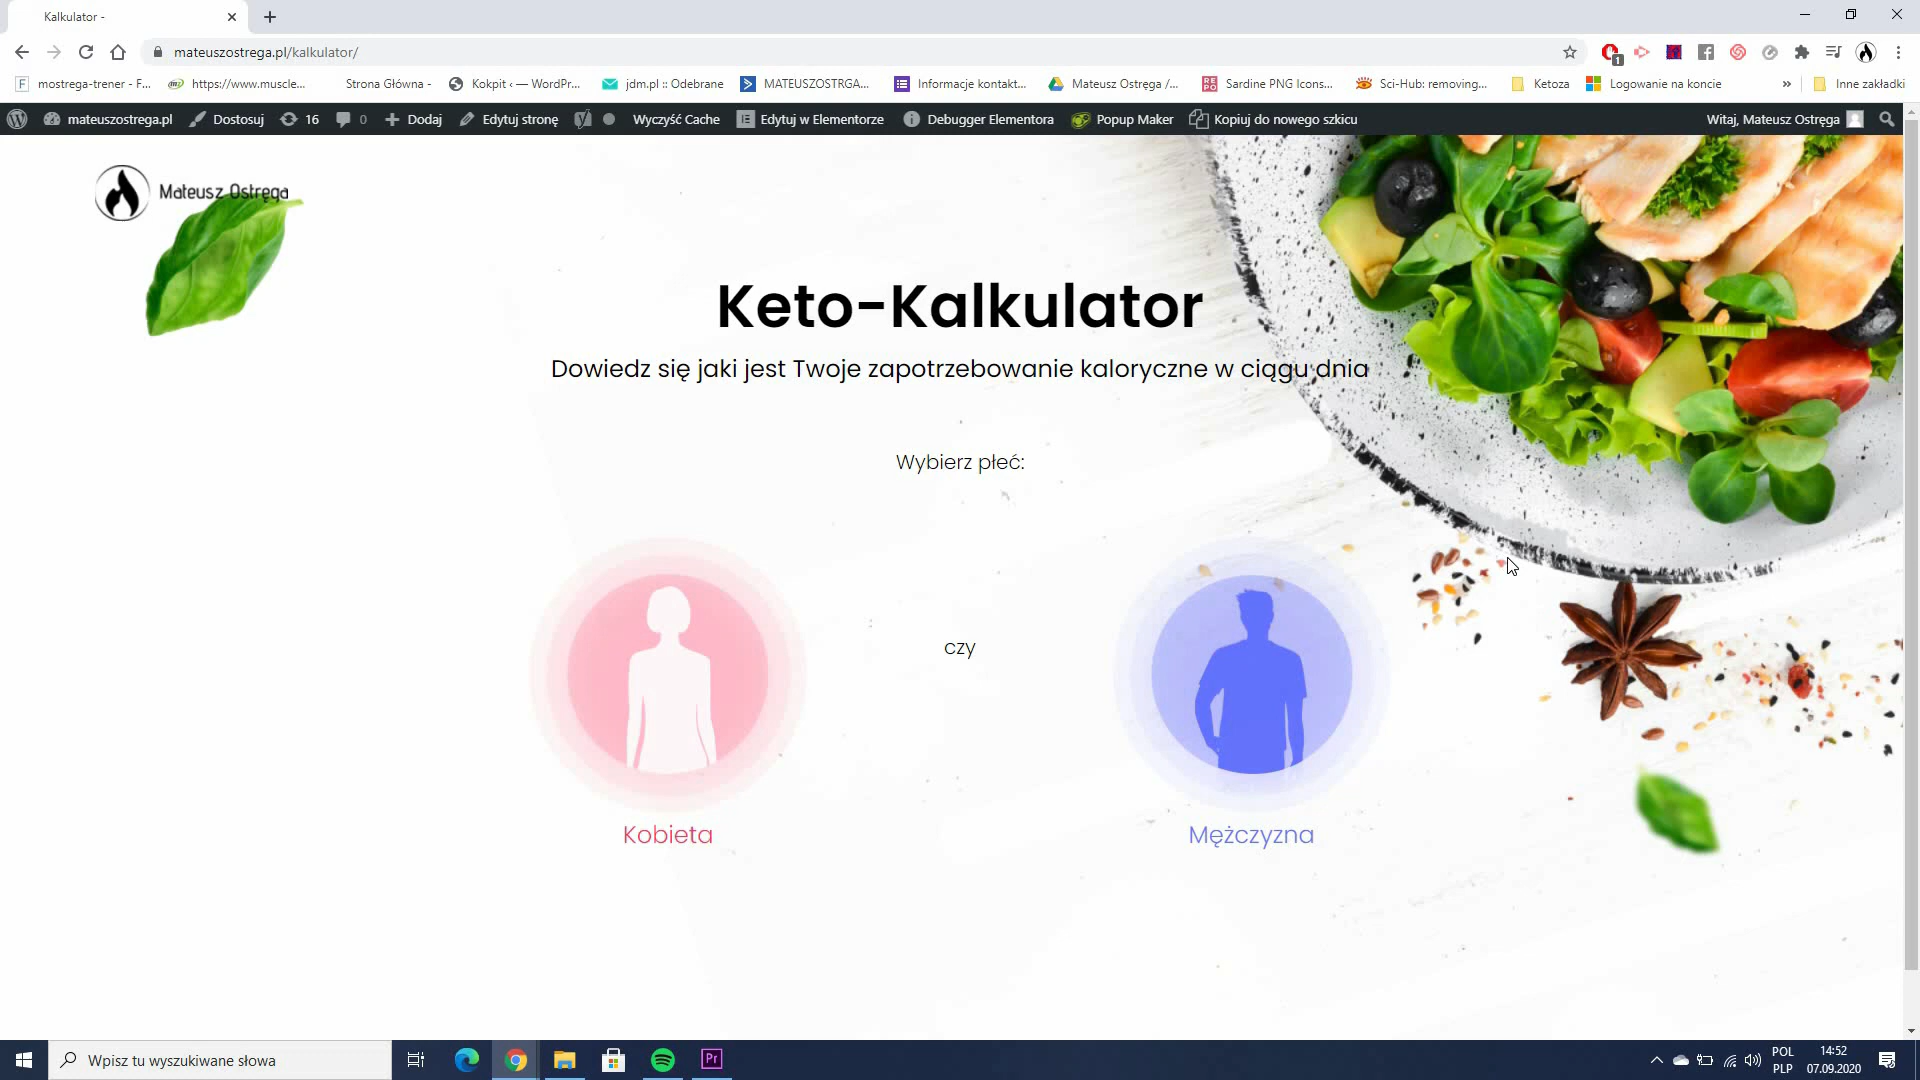 Kalkulator -
mateuszostrega.pl/kalkulator/
1
mostrega-trener - F...
https://www.muscle...
Strona Główna -
Kokpit ‹ — WordPr...
jdm.pl :: Odebrane
MATEUSZOSTRGA...
Informacje kontakt...
Mateusz Ostręga /...
Sardine PNG Icons...
Sci-Hub: removing...
Ketoza
Logowanie na koncie
»
Inne zakładki
mateuszostrega.pl
Dostosuj
16
0
Dodaj
Edytuj stronę
Wyczyść Cache
Edytuj w Elementorze
Debugger Elementora
Popup Maker
Kopiuj do nowego szkicu
Witaj, Mateusz Ostręga
Mateusz Ostręga
Keto-Kalkulator
Dowiedz się jaki jest Twoje zapotrzebowanie kaloryczne w ciągu dnia
Wybierz płeć:
czy
Kobieta
Mężczyzna
Wpisz tu wyszukiwane słowa
Pr
POL
PLP
14:52
07.09.2020